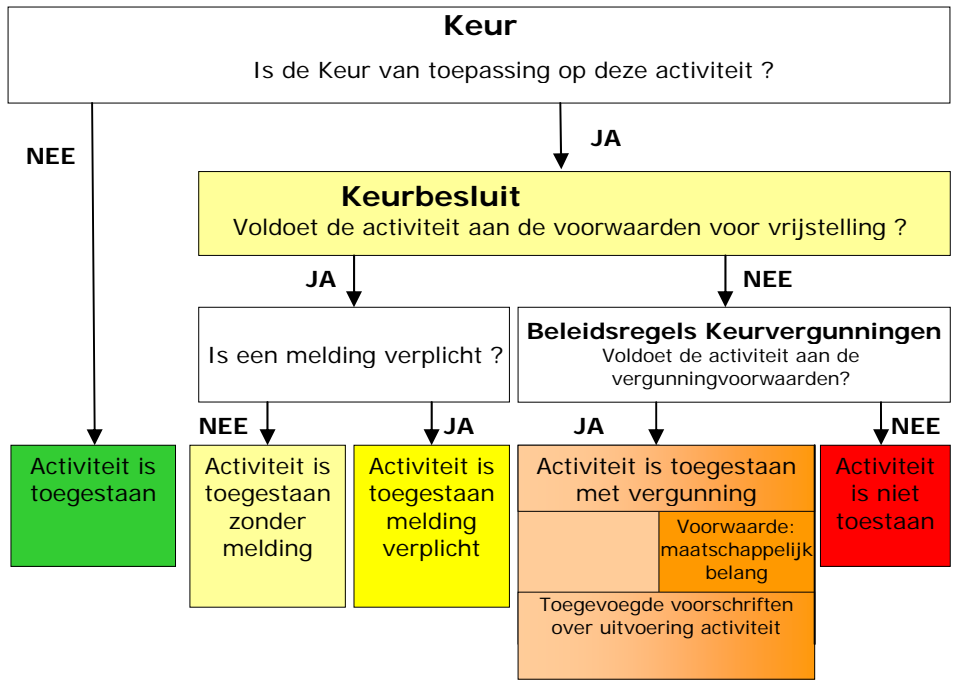 Keur
Is de Keur van toepassing op deze activiteit ?
NEE
JA
Keurbesluit
Voldoet de activiteit aan de voorwaarden voor vrijstelling ?
JA
NEE
Is een melding verplicht ?
Beleidsregels Keurvergunningen
Voldoet de activiteit aan de
vergunningvoorwaarden?
NEE
JA
JA
NEE
Activiteit is
toegestaan
Activiteit is
toegestaan
zonder
melding
Activiteit is
toegestaan
melding
verplicht
Activiteit is toegestaan
met vergunning
Voorwaarde:
maatschappelijk
belang
Toegevoegde voorschriften
over uitvoering activiteit
Activiteit
is niet
toestaan